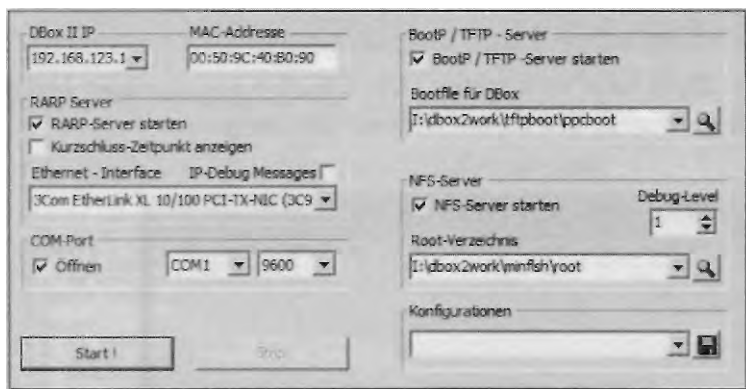 DBox II IP
MAC-Addresse
192.168.123.1
00:50:9C:40:B0:90
RARP Server
RARP-Server starten
Kurzschluss-Zeitpunkt anzeigen
Ethernet - Interface
IP-Debug Messages
3Com EtherLink XL 10/100 PCI-TX-NIC (3C9
COM-Port
Öffnen
COM1
9600
Start !
Stop
BootP / TFTP - Server
BootP / TFTP -Server starten
Bootfile für DBox
I:\dbox2work\tftpboot\ppcboot
NFS-Server
NFS-Server starten
Debug-Level
1
Root-Verzeichnis
I:\dbox2work\minflsh\root
Konfigurationen